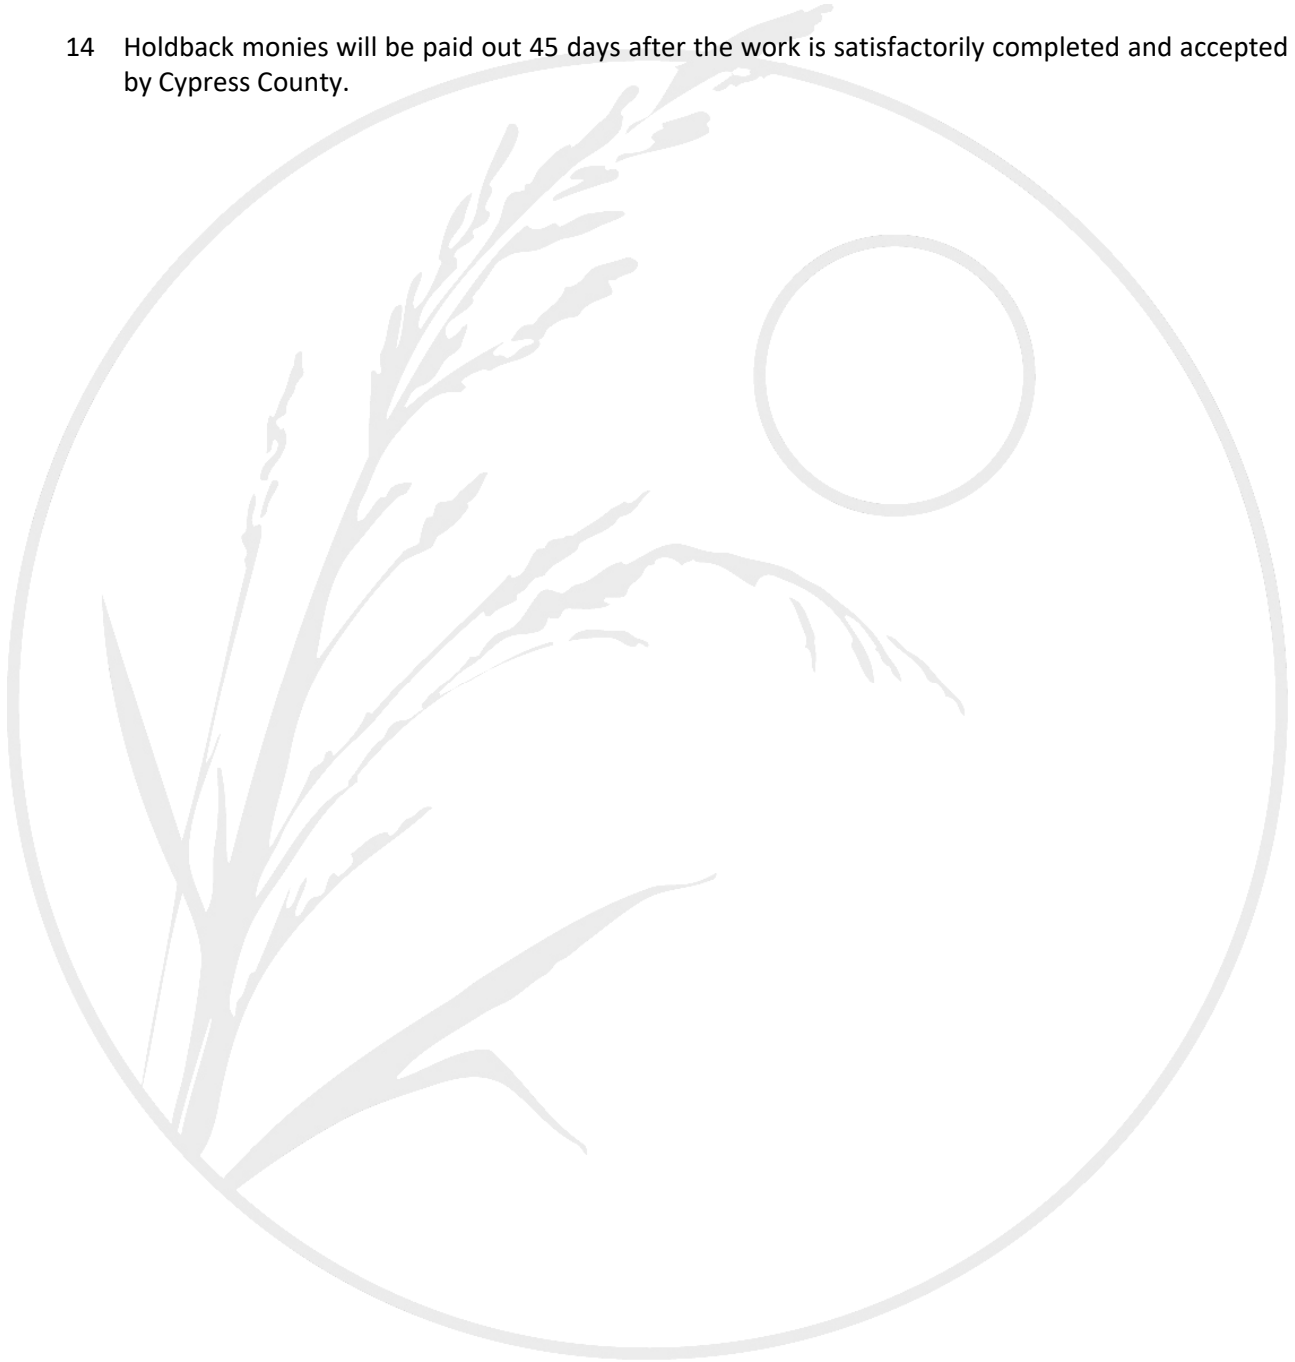 14 Holdback monies will be paid out 45 days after the work is satisfactorily completed and accepted
by Cypress County.